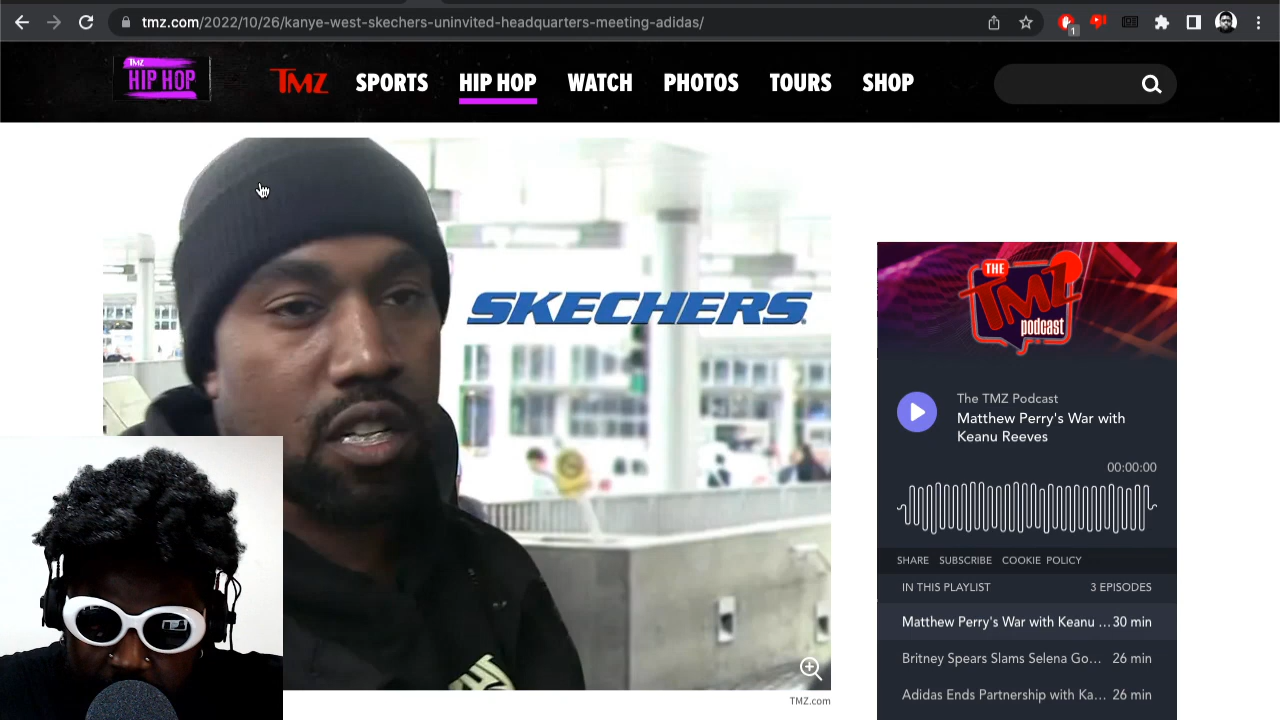 tmz.com/2022/10/26/kanye-west-skechers-uninvited-headquarters-meeting-adidas/
1
TMZ
HIP HOP
TMZ
SPORTS
HIP HOP
WATCH
PHOTOS
TOURS
SHOP
SKECHERS
THE
TMZ
podcast
The TMZ Podcast
Matthew Perry's War with
Keanu Reeves
00:00:00
SHARE SUBSCRIBE COOKIE POLICY
IN THIS PLAYLIST 3 EPISODES
Matthew Perry's War with Keanu ... 30 min
Britney Spears Slams Selena Go... 26 min
Adidas Ends Partnership with Ka... 26 min
TMZ.com